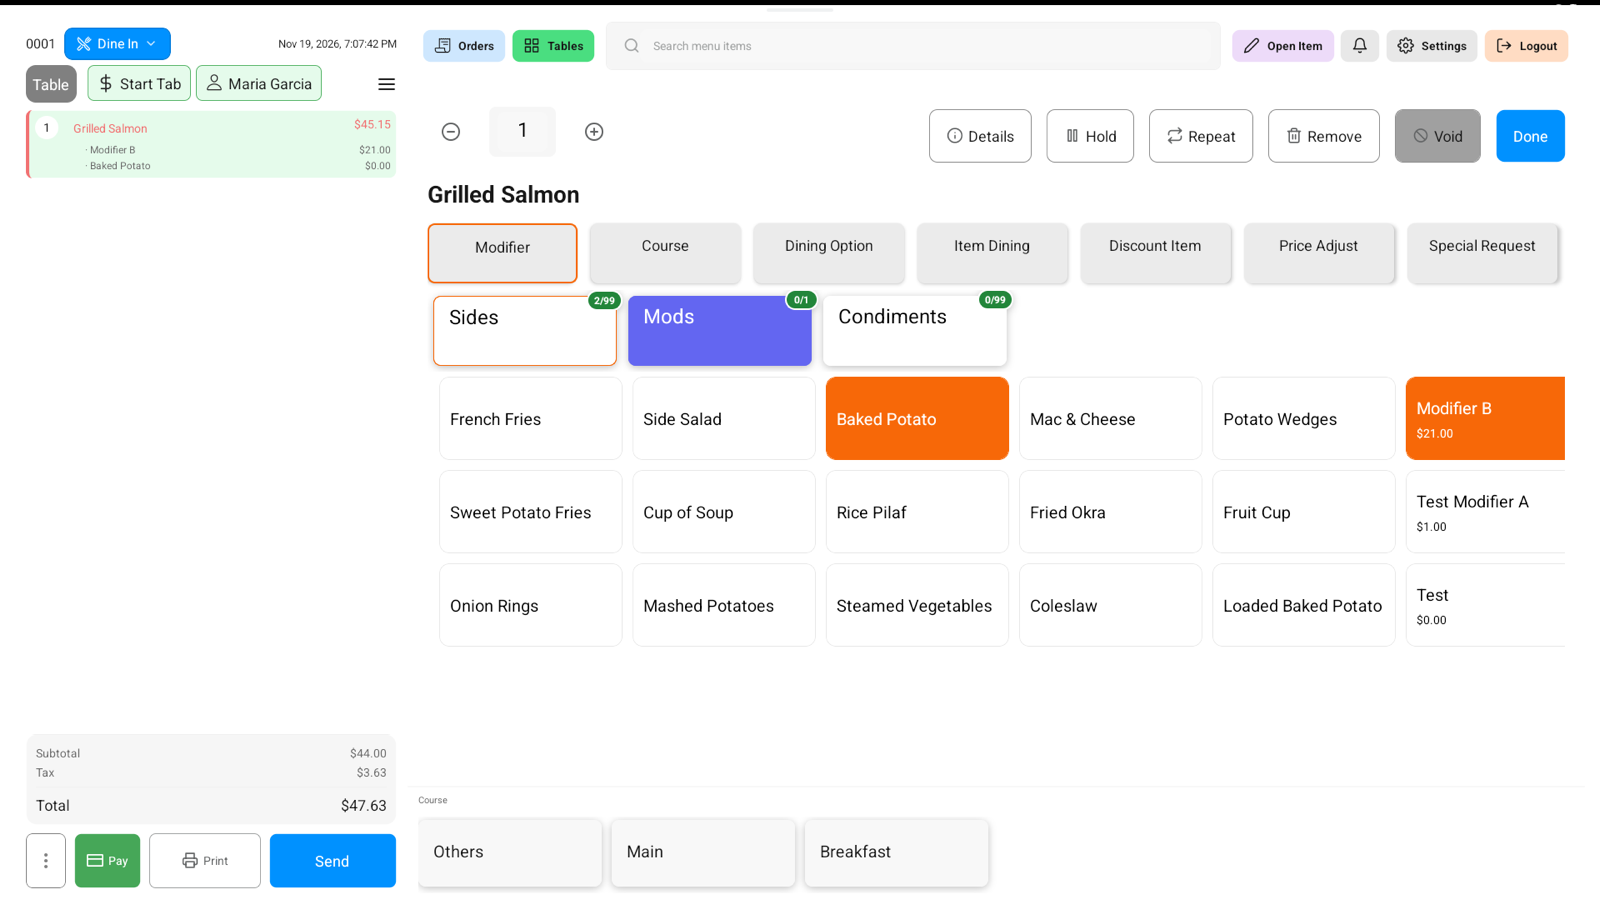 0001
Dine In
Nov 19, 2026, 7:07:42 PM
Table
Start Tab
Maria Garcia
1
Grilled Salmon
$45.15
· Modifier B
$21.00
· Baked Potato
$0.00
Subtotal
$44.00
Tax
$3.63
Total
$47.63
Pay
Print
Send
Orders
Tables
Search menu items
Open Item
Settings
Logout
1
Details
Hold
Repeat
Remove
Void
Done
Grilled Salmon
Modifier
Course
Dining Option
Item Dining
Discount Item
Price Adjust
Special Request
Sides
2/99
Mods
0/1
Condiments
0/99
French Fries
Side Salad
Baked Potato
Mac & Cheese
Potato Wedges
Modifier B
$21.00
Sweet Potato Fries
Cup of Soup
Rice Pilaf
Fried Okra
Fruit Cup
Test Modifier A
$1.00
Onion Rings
Mashed Potatoes
Steamed Vegetables
Coleslaw
Loaded Baked Potato
Test
$0.00
Course
Others
Main
Breakfast